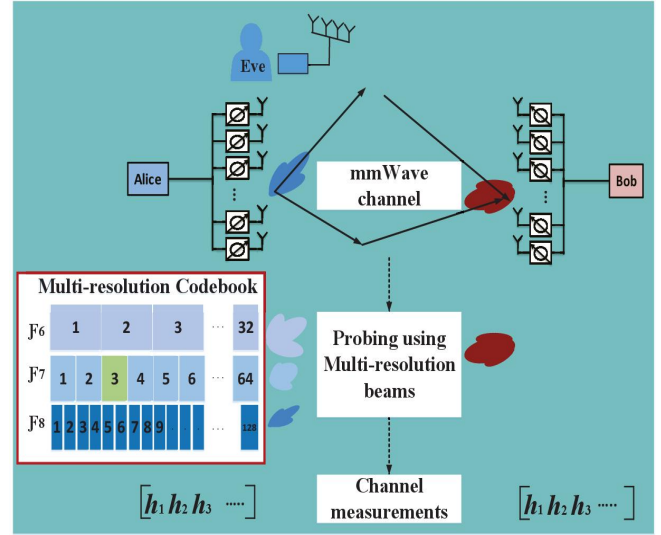 Eve
Alice
Bob
mmWave
channel
Multi-resolution Codebook
F6 1 2 3 ... 32
F7 1 2 3 4 5 6 ... 64
F8 1 2 3 4 5 6 7 8 9 . . . ... 128
Probing using
Multi-resolution
beams
Channel
measurements
[h1 h2 h3 .....]
[h1 h2 h3 .....]